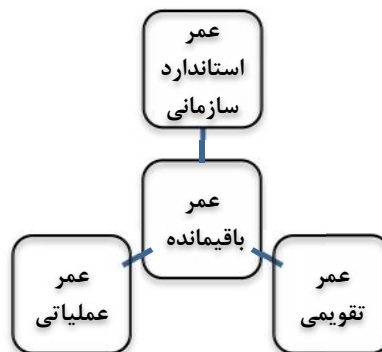 عمر
استاندارد
سازمانی
عمر
باقیمانده
عمر
تقویمی
عمر
عملیاتی